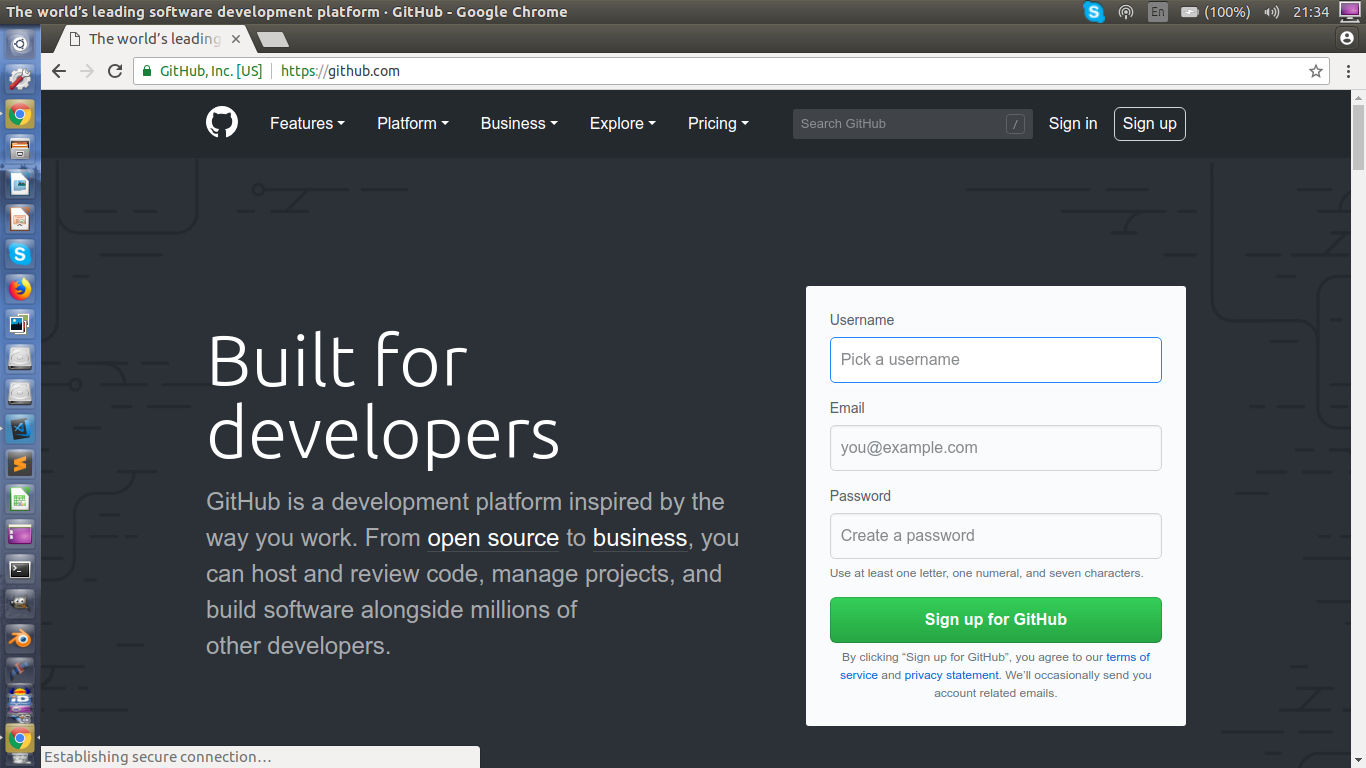 The world's leading software development platform · GitHub - Google Chrome
En
(100%)
21:34
The world's leading
GitHub, Inc. [US]
https://github.com
Features
Platform
Business
Explore
Pricing
Search GitHub
/
Sign in
Sign up
Built for
developers
GitHub is a development platform inspired by the
way you work. From open source to business, you
can host and review code, manage projects, and
build software alongside millions of
other developers.
Username
Pick a username
Email
you@example.com
Password
Create a password
Use at least one letter, one numeral, and seven characters.
Sign up for GitHub
By clicking “Sign up for GitHub”, you agree to our terms of
service and privacy statement. We’ll occasionally send you
account related emails.
Establishing secure connection…